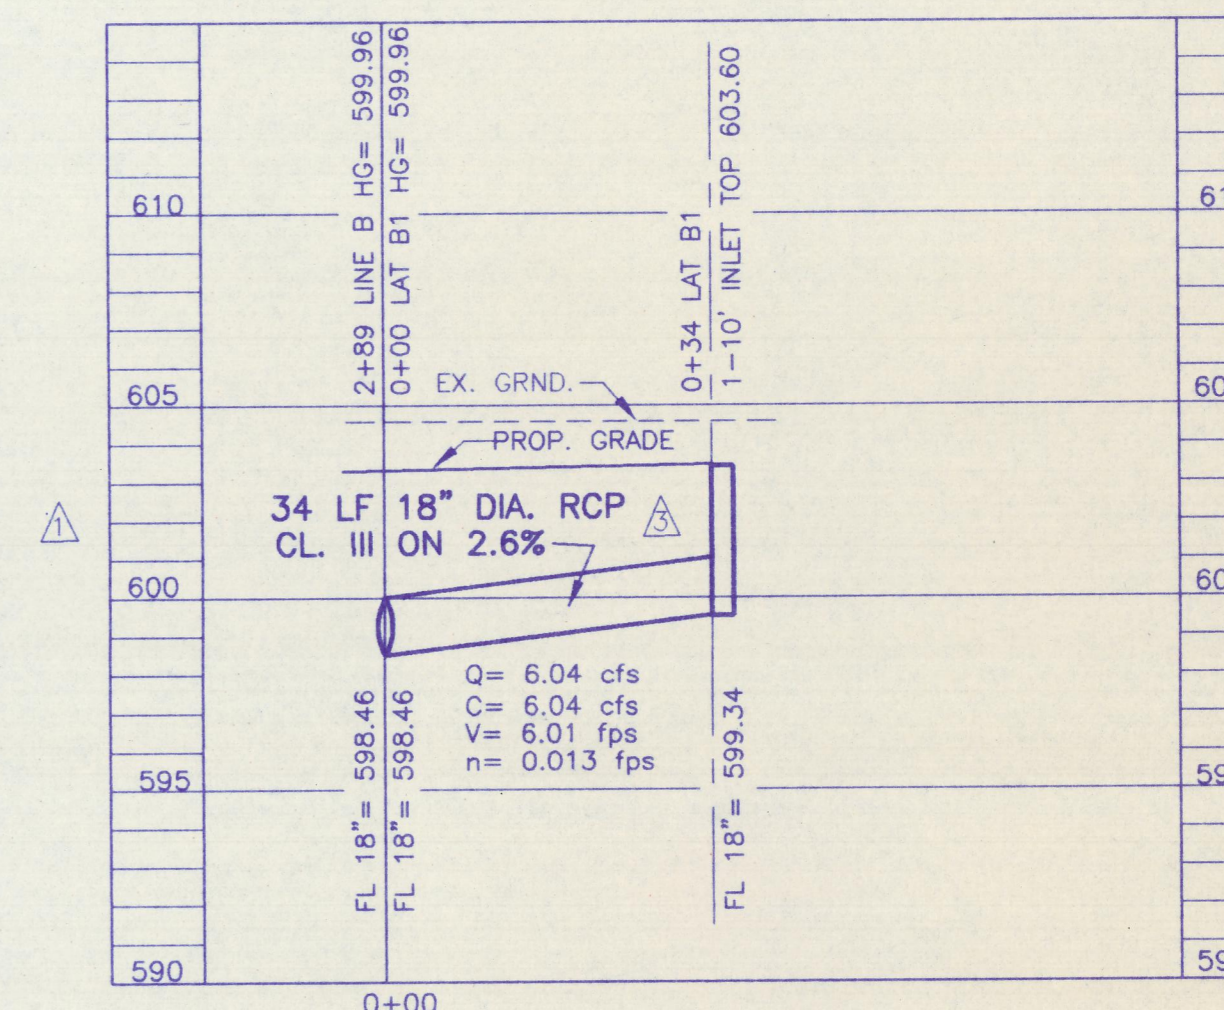 2+89 LINE B HG= 599.96
0+00 LAT B1 HG= 599.96
0+34 LAT B1
1-10' INLET TOP 603.60
610
61
605
60
EX. GRND.
PROP. GRADE
34 LF 18" DIA. RCP
CL. III ON 2.6%
3
1
600
60
Q= 6.04 cfs
C= 6.04 cfs
V= 6.01 fps
n= 0.013 fps
FL 18"= 598.46
FL 18"= 598.46
FL 18"= 599.34
595
59
590
59
0+00